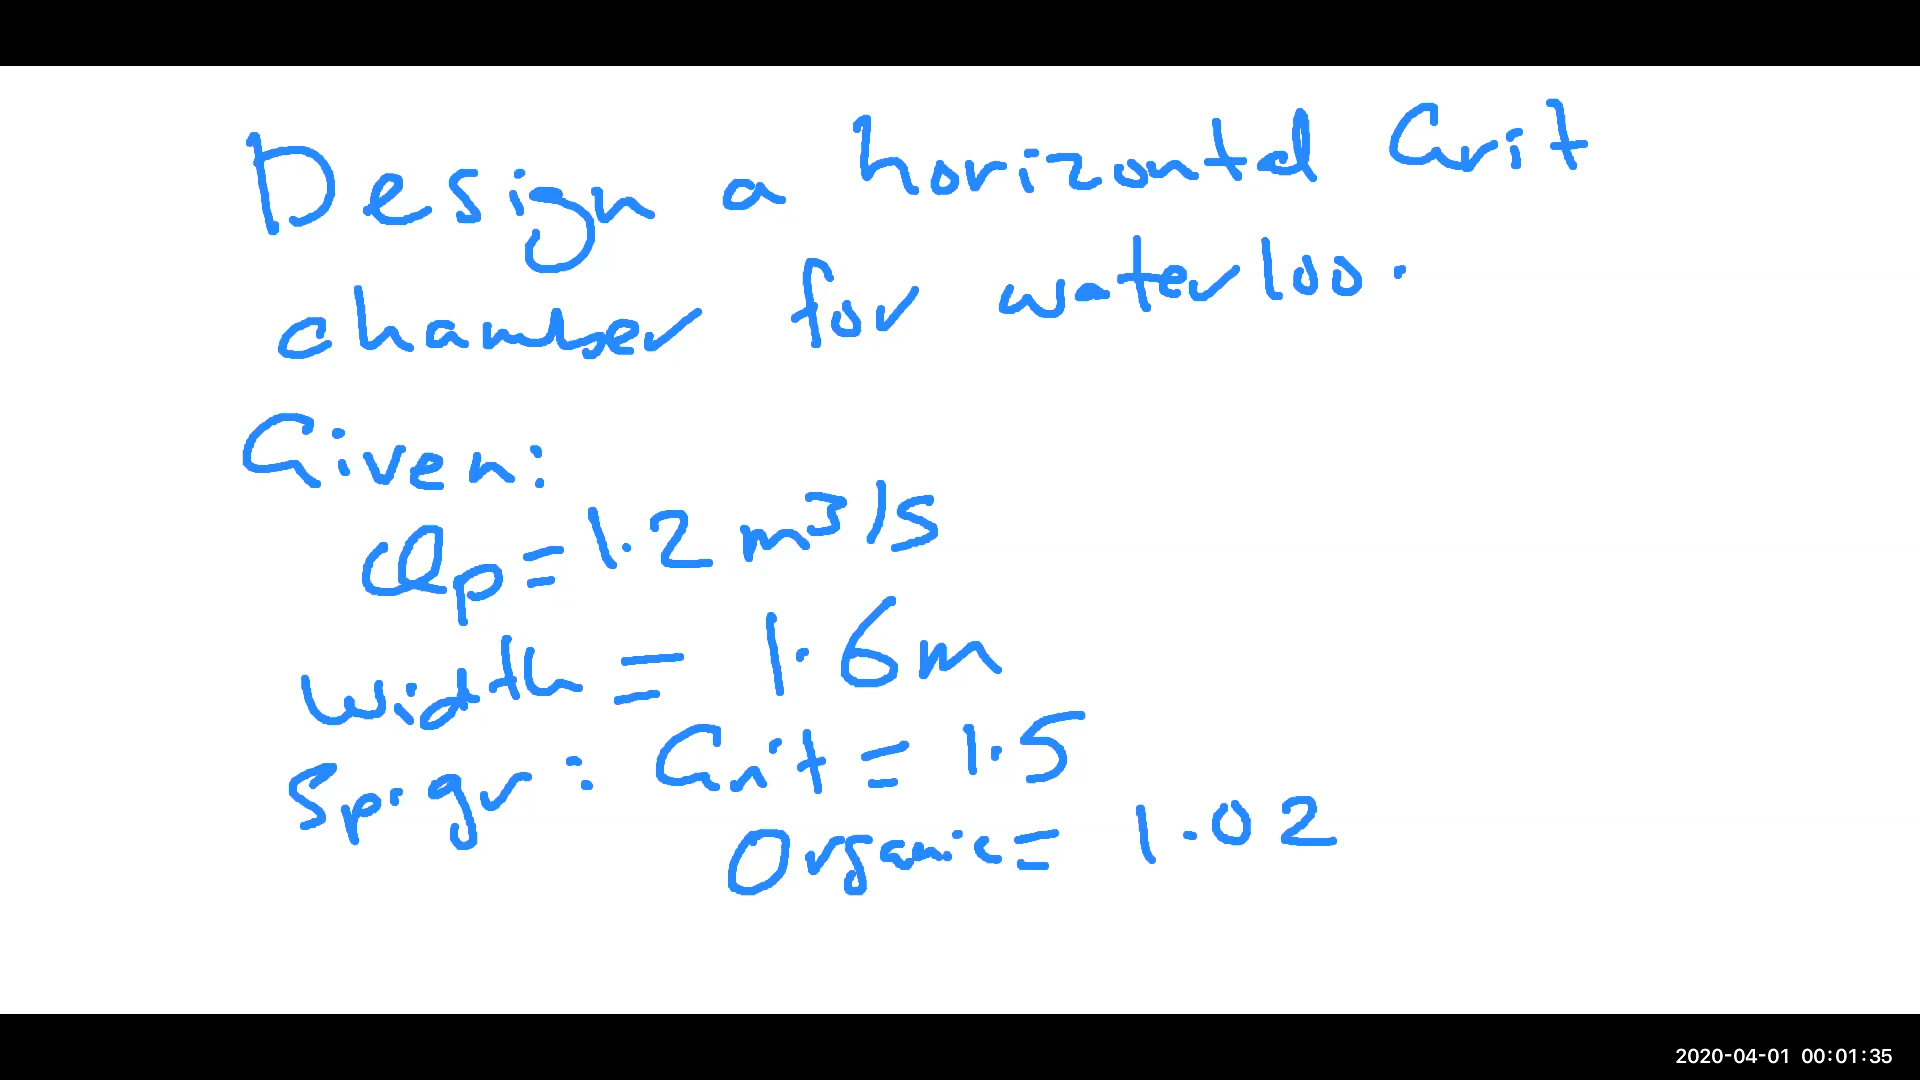 Design a horizontal Grit
chamber for waterloo.
Given:
Qp = 1.2 m³/s
Width = 1.6m
Sp.gr : Grit = 1.5
Organic = 1.02
2020-04-01 00:01:35